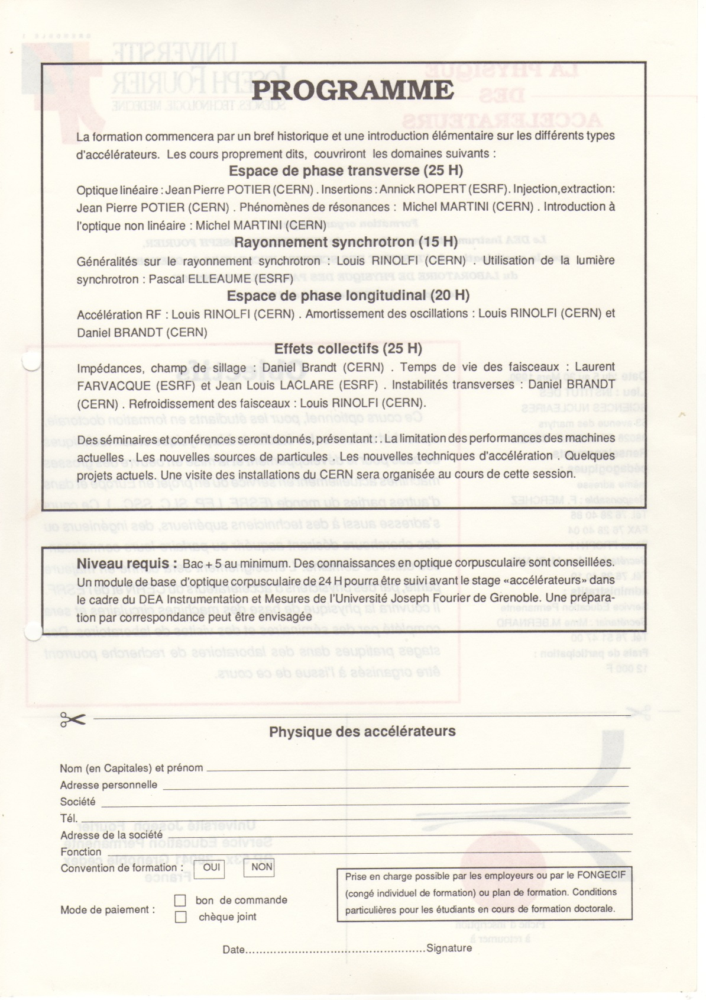 PROGRAMME
La formation commencera par un bref historique et une introduction élémentaire sur les différents types
d'accélérateurs. Les cours proprement dits, couvriront les domaines suivants :
Espace de phase transverse (25 H)
Optique linéaire : Jean Pierre POTIER (CERN) . Insertions : Annick ROPERT (ESRF). Injection,extraction:
Jean Pierre POTIER (CERN) . Phénomènes de résonances : Michel MARTINI (CERN) . Introduction à
l'optique non linéaire : Michel MARTINI (CERN)
Rayonnement synchrotron (15 H)
Généralités sur le rayonnement synchrotron : Louis RINOLFI (CERN) . Utilisation de la lumière
synchrotron : Pascal ELLEAUME (ESRF)
Espace de phase longitudinal (20 H)
Accélération RF : Louis RINOLFI (CERN) . Amortissement des oscillations : Louis RINOLFI (CERN) et
Daniel BRANDT (CERN)
Effets collectifs (25 H)
Impédances, champ de sillage : Daniel Brandt (CERN) . Temps de vie des faisceaux : Laurent
FARVACQUE (ESRF) et Jean Louis LACLARE (ESRF) . Instabilités transverses : Daniel BRANDT
(CERN) . Refroidissement des faisceaux : Louis RINOLFI (CERN).
Des séminaires et conférences seront donnés, présentant : . La limitation des performances des machines
actuelles . Les nouvelles sources de particules . Les nouvelles techniques d'accélération . Quelques
projets actuels. Une visite des installations du CERN sera organisée au cours de cette session.
Niveau requis : Bac + 5 au minimum. Des connaissances en optique corpusculaire sont conseillées.
Un module de base d'optique corpusculaire de 24 H pourra être suivi avant le stage «accélérateurs» dans
le cadre du DEA Instrumentation et Mesures de l'Université Joseph Fourier de Grenoble. Une prépara-
tion par correspondance peut être envisagée
Physique des accélérateurs
Nom (en Capitales) et prénom
Adresse personnelle
Société
Tél.
Adresse de la société
Fonction
Convention de formation : OUI NON
Mode de paiement :
bon de commande
chèque joint
Prise en charge possible par les employeurs ou par le FONGECIF
(congé individuel de formation) ou plan de formation. Conditions
particulières pour les étudiants en cours de formation doctorale.
Date...................................................Signature